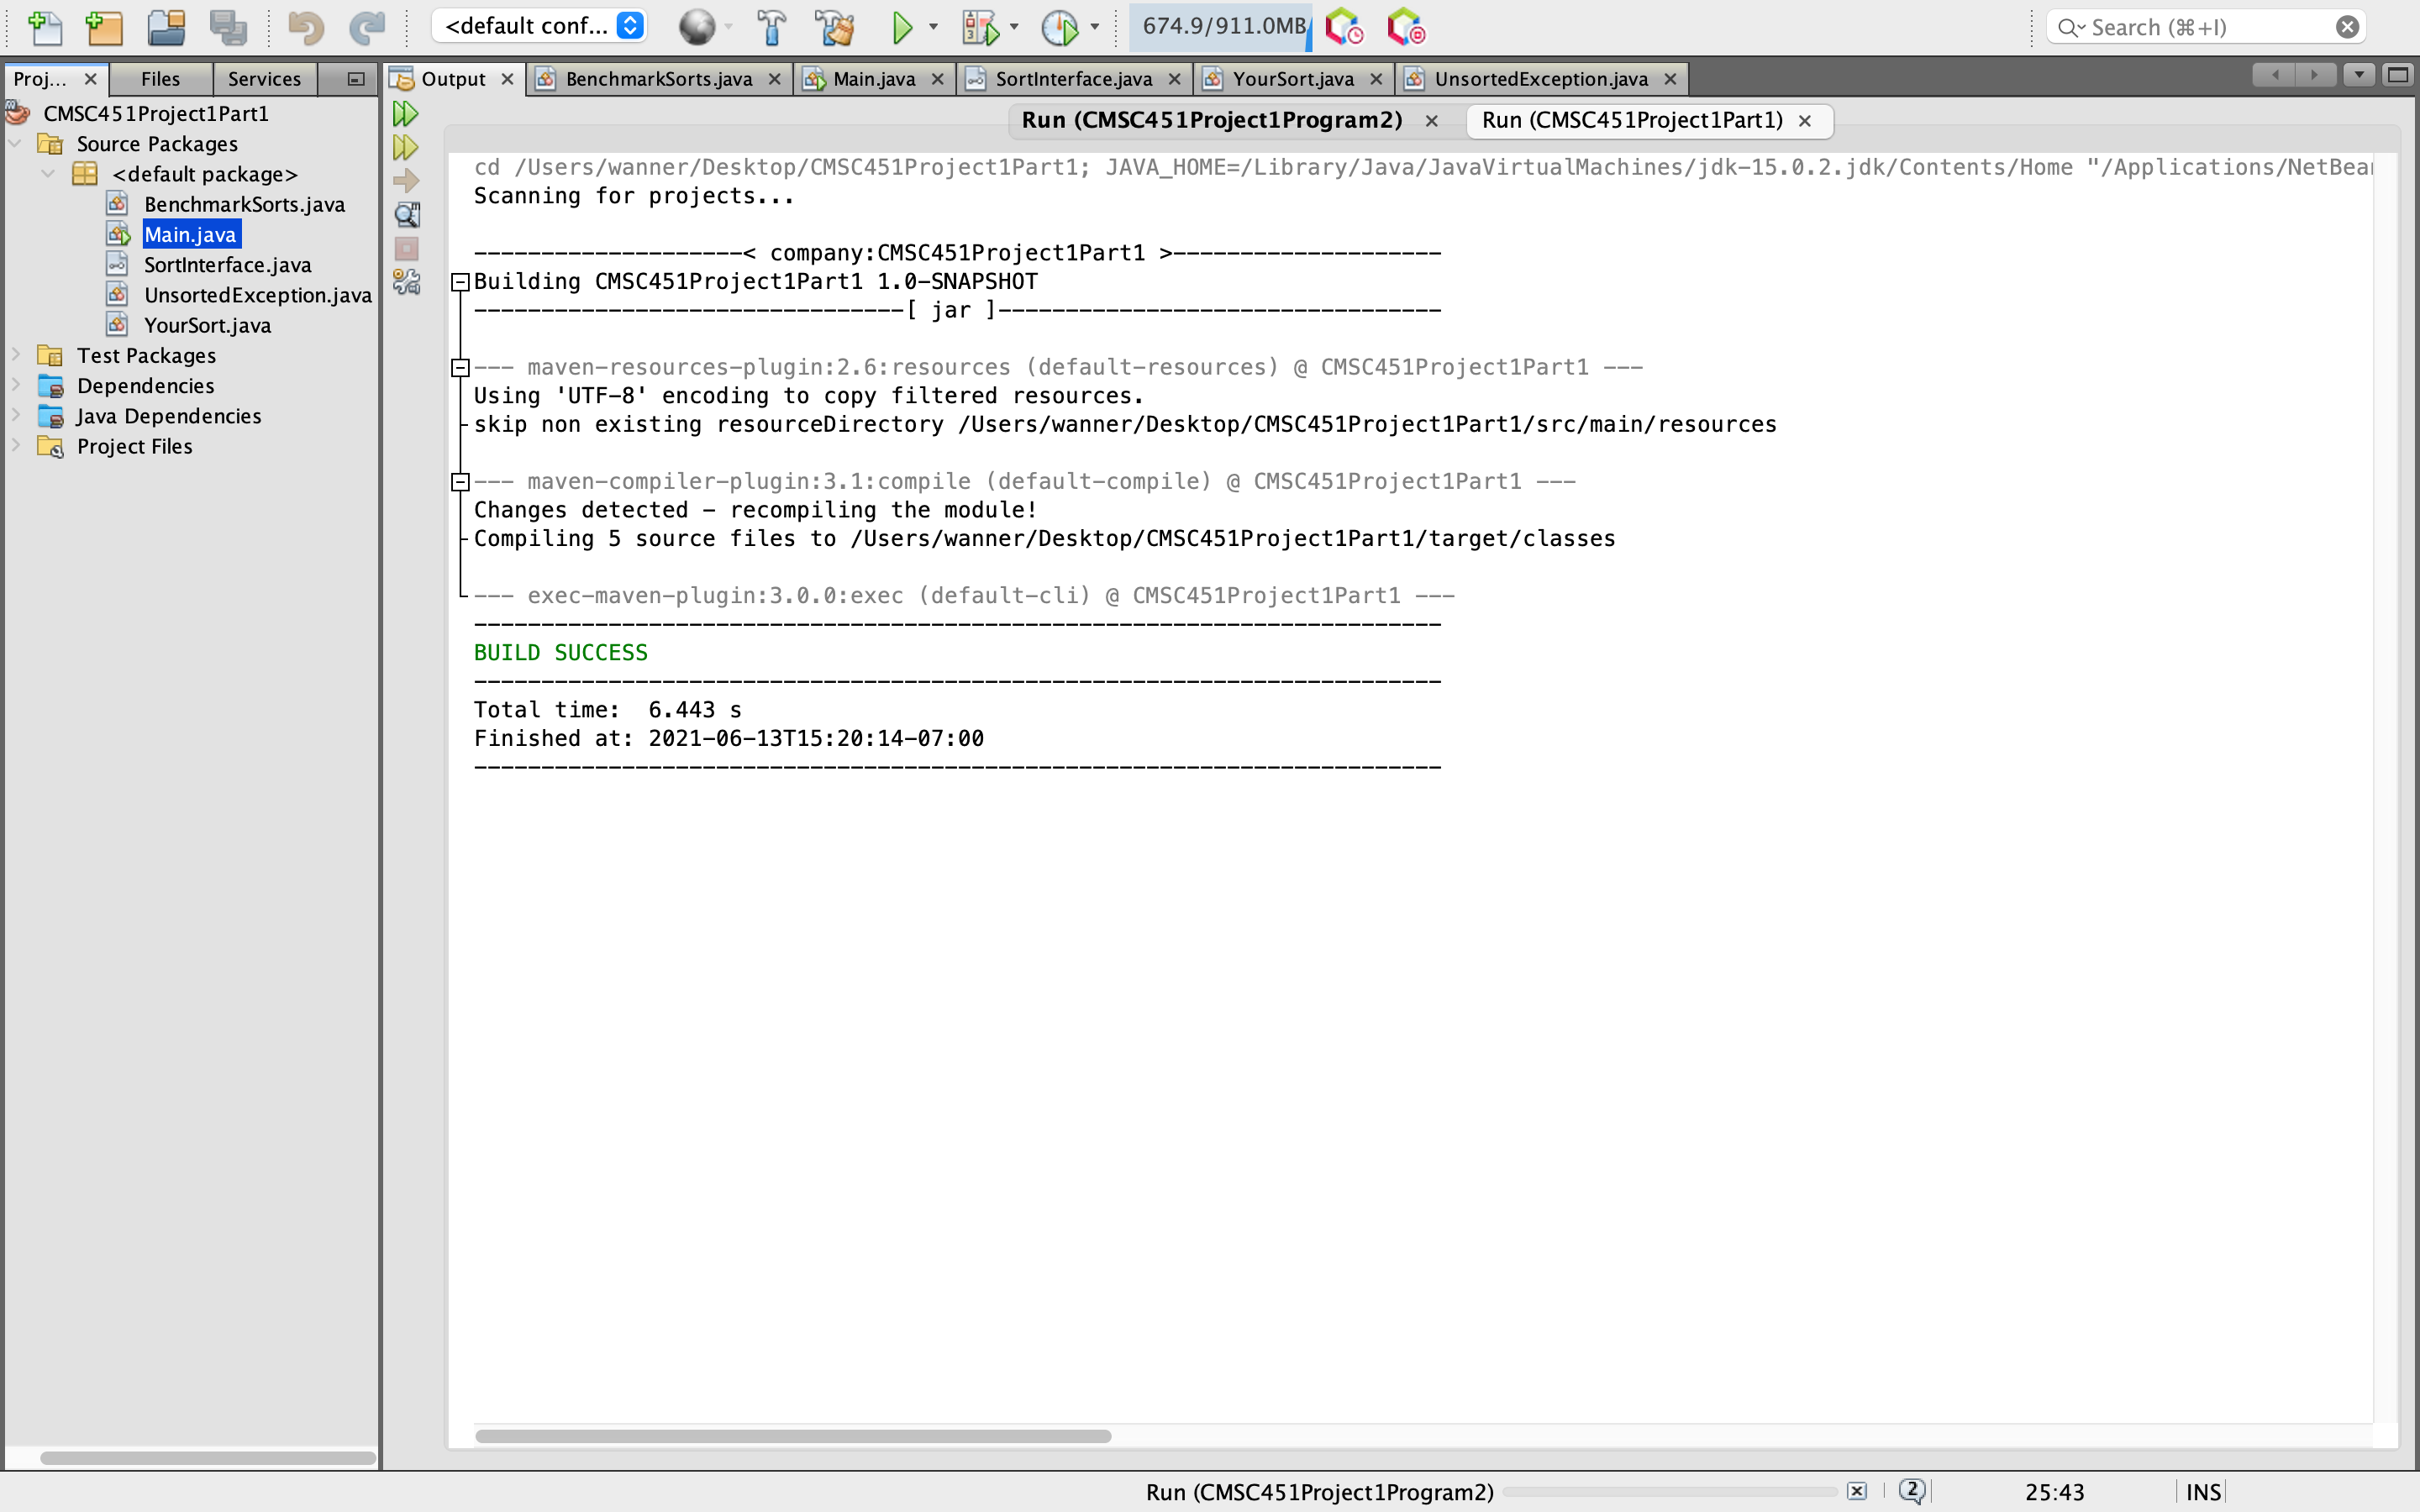 <default conf...
674.9/911.0MB
Search (⌘+I)
Proj...
Files
Services
Output
BenchmarkSorts.java
Main.java
SortInterface.java
YourSort.java
UnsortedException.java
CMSC451Project1Part1
Source Packages
<default package>
BenchmarkSorts.java
Main.java
SortInterface.java
UnsortedException.java
YourSort.java
Test Packages
Dependencies
Java Dependencies
Project Files
Run (CMSC451Project1Program2)
Run (CMSC451Project1Part1)
cd /Users/wanner/Desktop/CMSC451Project1Part1; JAVA_HOME=/Library/Java/JavaVirtualMachines/jdk-15.0.2.jdk/Contents/Home "/Applications/NetBea
Scanning for projects...
--------------------< company:CMSC451Project1Part1 >--------------------
Building CMSC451Project1Part1 1.0-SNAPSHOT
--------------------------------[ jar ]---------------------------------
--- maven-resources-plugin:2.6:resources (default-resources) @ CMSC451Project1Part1 ---
Using 'UTF-8' encoding to copy filtered resources.
skip non existing resourceDirectory /Users/wanner/Desktop/CMSC451Project1Part1/src/main/resources
--- maven-compiler-plugin:3.1:compile (default-compile) @ CMSC451Project1Part1 ---
Changes detected - recompiling the module!
Compiling 5 source files to /Users/wanner/Desktop/CMSC451Project1Part1/target/classes
--- exec-maven-plugin:3.0.0:exec (default-cli) @ CMSC451Project1Part1 ---
------------------------------------------------------------------------
BUILD SUCCESS
------------------------------------------------------------------------
Total time:  6.443 s
Finished at: 2021-06-13T15:20:14-07:00
------------------------------------------------------------------------
Run (CMSC451Project1Program2)
2
25:43
INS